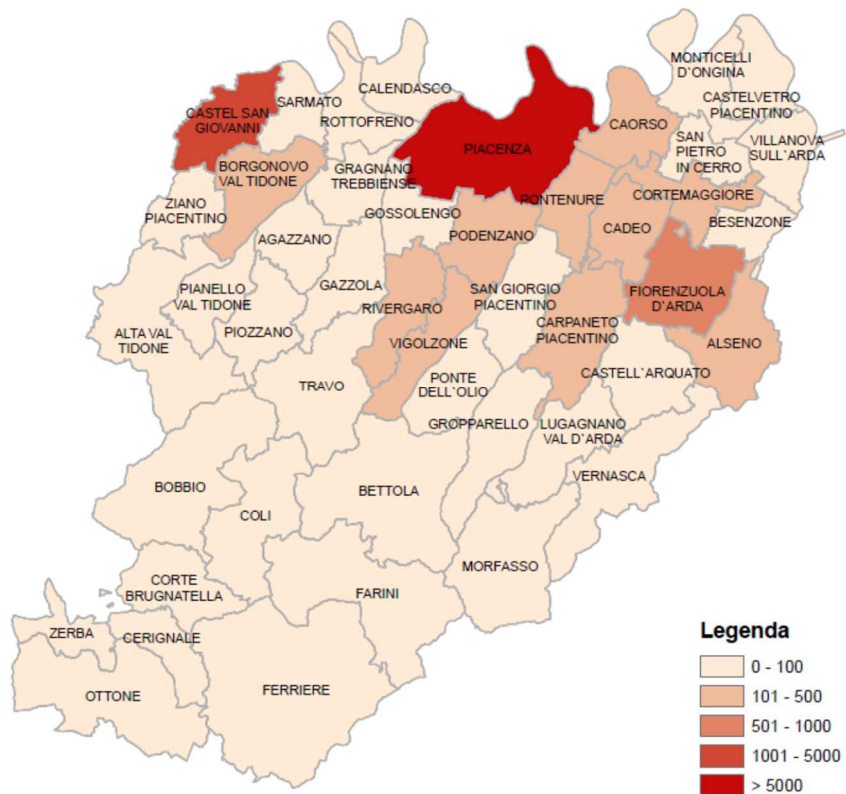 MONTICELLI
D'ONGINA
CALENDASCO
CASTELVETRO
PIACENTINO
SARMATO
CASTEL SAN
GIOVANNI
ROTTOFRENO
CAORSO
SAN
PIETRO
IN CERRO
VILLANOVA
SULL'ARDA
PIACENZA
BORGONOVO
VAL TIDONE
GRAGNANO
TREBBIENSE
ZIANO
PIACENTINO
GOSSOLENGO
PONTENURE
CORTEMAGGIORE
BESENZONE
AGAZZANO
PODENZANO
CADEO
PIANELLO
VAL TIDONE
GAZZOLA
SAN GIORGIO
PIACENTINO
FIORENZUOLA
D'ARDA
RIVERGARO
ALTA VAL
TIDONE
PIOZZANO
VIGOLZONE
CARPANETO
PIACENTINO
ALSENO
TRAVO
PONTE
DELL'OLIO
CASTELL'ARQUATO
GROPPARELLO
LUGAGNANO
VAL D'ARDA
VERNASCA
BOBBIO
BETTOLA
COLI
MORFASSO
CORTE
BRUGNATELLA
FARINI
ZERBA
CERIGNALE
OTTONE
FERRIERE
Legenda
0 - 100
101 - 500
501 - 1000
1001 - 5000
> 5000